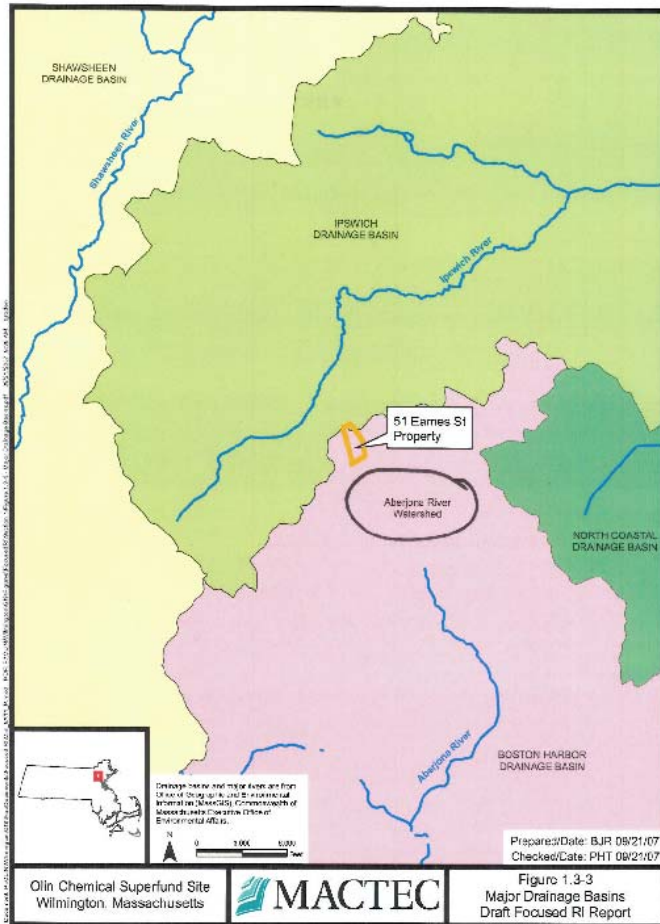 SHAWSHEEN
DRAINAGE BASIN
Shawsheen River
IPSWICH
DRAINAGE BASIN
Ipswich River
51 Eames St
Property
Aberjona River
Watershed
NORTH COASTAL
DRAINAGE BASIN
Aberjona River
BOSTON HARBOR
DRAINAGE BASIN
Drainage basins and major rivers are from
Office of Geographic and Environmental
Information (MassGIS), Commonwealth of
Massachusetts Executive Office of
Environmental Affairs.
N
0
Feet
Prepared/Date: BJR 09/21/07
Checked/Date: PHT 09/21/07
Olin Chemical Superfund Site
Wilmington, Massachusetts
MACTEC
Figure 1.3-3
Major Drainage Basins
Draft Focused RI Report